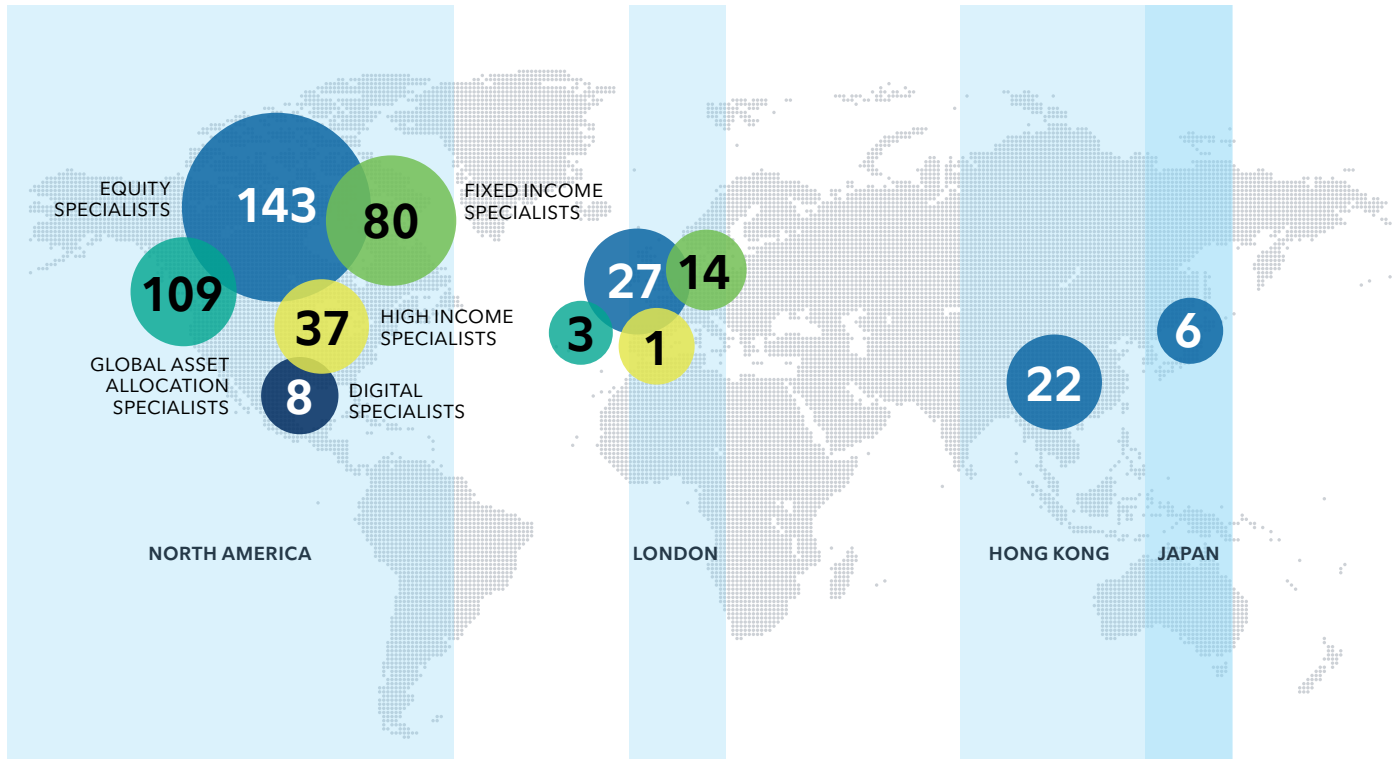 EQUITY
SPECIALISTS
143
80
FIXED INCOME
SPECIALISTS
109
37
HIGH INCOME
SPECIALISTS
GLOBAL ASSET
ALLOCATION
SPECIALISTS
8
DIGITAL
SPECIALISTS
27
14
3
1
22
6
NORTH AMERICA
LONDON
HONG KONG
JAPAN